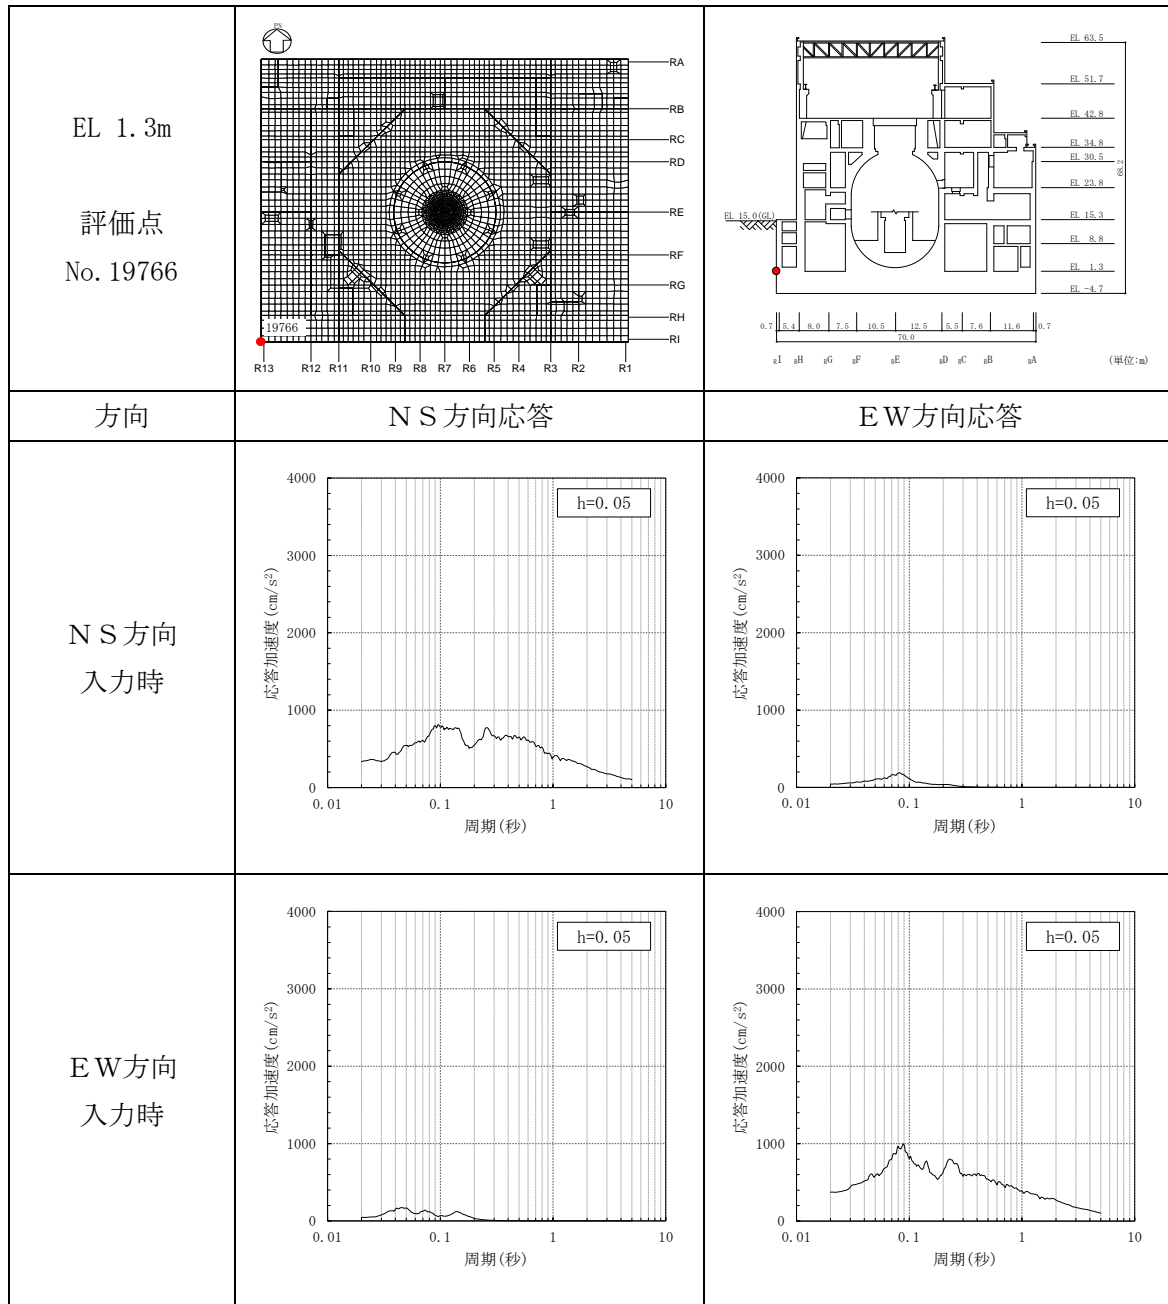 EL 1.3m
評価点
No.19766
PN
RA
RB
RC
RD
RE
RF
RG
RH
RI
19766
R13 R12 R11 R10 R9 R8 R7 R6 R5 R4 R3 R2 R1
EL 63.5
EL 51.7
EL 42.8
EL 34.8
EL 30.5
EL 23.8
EL 15.3
EL 8.8
EL 1.3
EL -4.7
68.2
EL 15.0(GL)
0.7 5.4 8.0 7.5 10.5 12.5 5.5 7.6 11.6 0.7
70.0
RI RH RG RF RE RD RC RB RA (単位:m)
方向 NS方向応答 EW方向応答
NS方向
入力時
4000
3000
2000
1000
0
応答加速度(cm/s²)
h=0.05
0.01 0.1 1 10
周期(秒)
4000
3000
2000
1000
0
応答加速度(cm/s²)
h=0.05
0.01 0.1 1 10
周期(秒)
EW方向
入力時
4000
3000
2000
1000
0
応答加速度(cm/s²)
h=0.05
0.01 0.1 1 10
周期(秒)
4000
3000
2000
1000
0
応答加速度(cm/s²)
h=0.05
0.01 0.1 1 10
周期(秒)